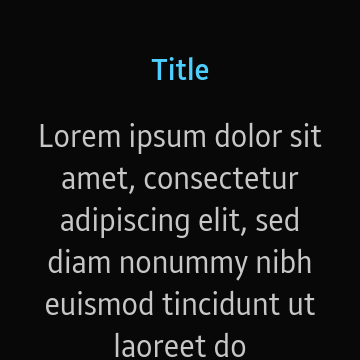 Title
Lorem ipsum dolor sit
amet, consectetur
adipiscing elit, sed
diam nonummy nibh
euismod tincidunt ut
laoreet do